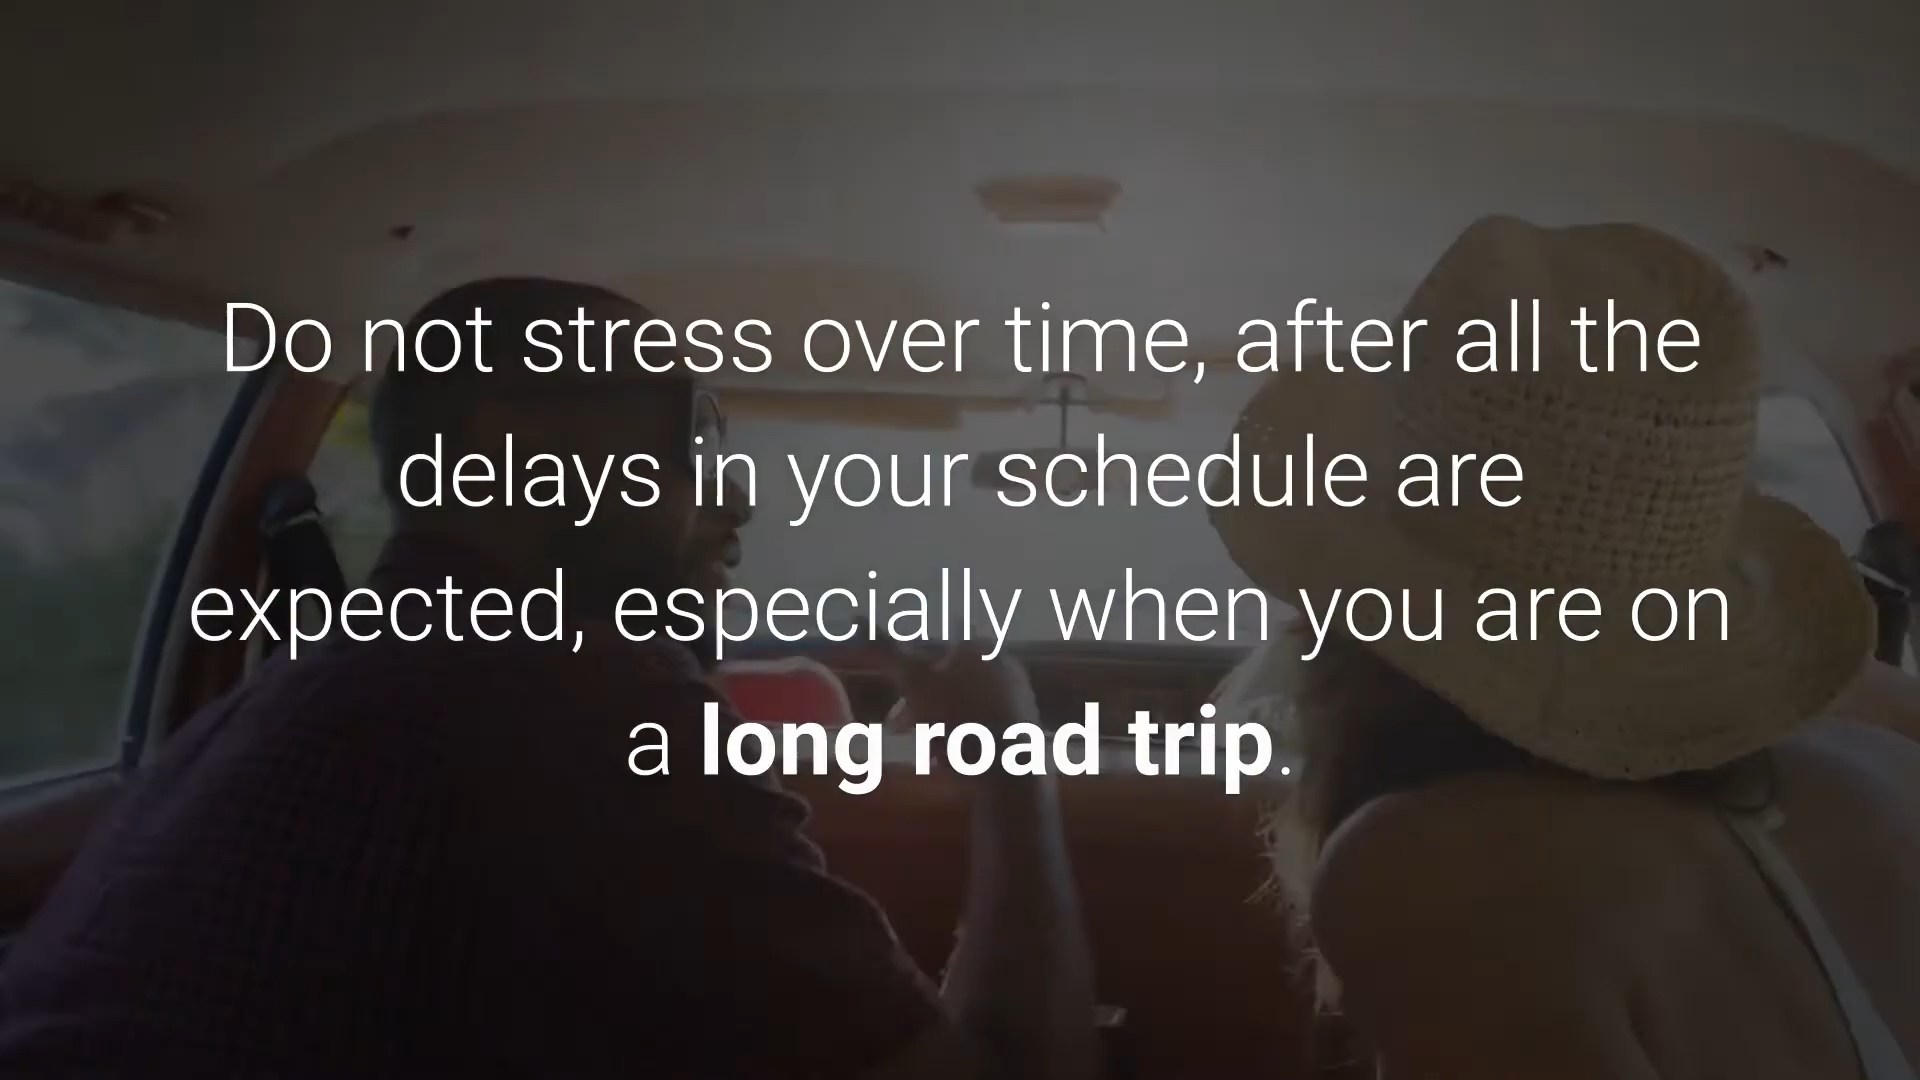 Do not stress over time, after all the
delays in your schedule are
expected, especially when you are on
a long road trip.